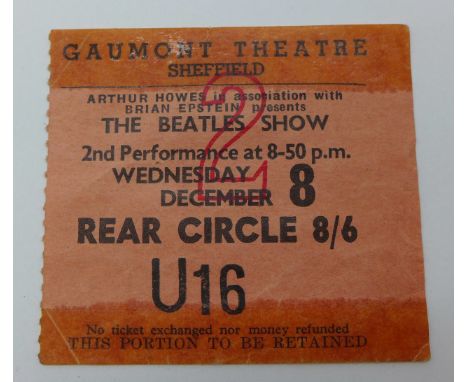 GAUMONT THEATRE
SHEFFIELD
ARTHUR HOWES in association with
BRIAN EPSTEIN presents
THE BEATLES SHOW
2nd Performance at 8-50 p.m.
2
WEDNESDAY
DECEMBER 8
REAR CIRCLE 8/6
U16
No ticket exchanged nor money refunded
THIS PORTION TO BE RETAINED